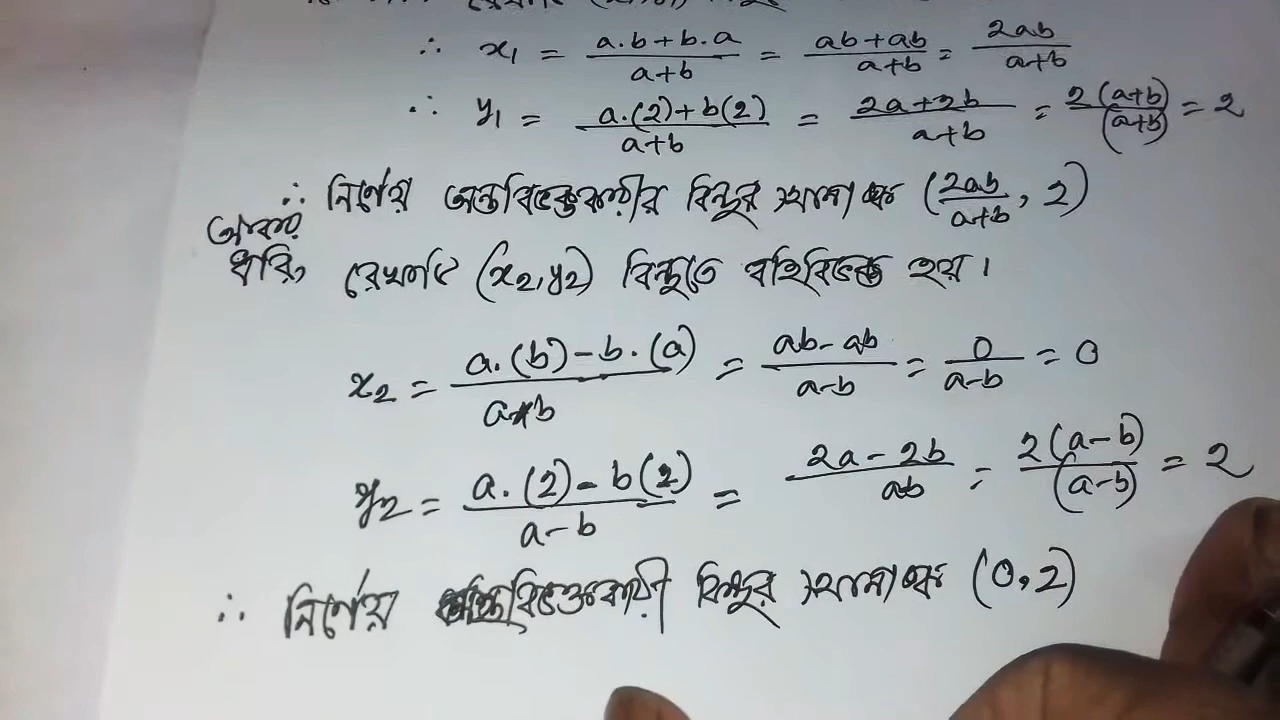 ∴ x₁ = (a.b+b.a)/(a+b) = (ab+ab)/(a+b) = 2ab/(a+b)
∴ y₁ = (a.(2)+b(2))/(a+b) = (2a+2b)/(a+b) = 2(a+b)/(a+b) = 2
∴ নির্ণেয় অন্তবিভক্তকারীর বিন্দুর স্থানাঙ্ক (2ab/(a+b), 2)
আবার
ধরি, রেখাটি (x₂,y₂) বিন্দুতে বহিবিভক্ত হয়।
x₂ = (a.(b)-b.(a))/(a-b) = (ab-ab)/(a-b) = 0/(a-b) = 0
y₂ = (a.(2)-b(2))/(a-b) = (2a-2b)/(ab) = 2(a-b)/(a-b) = 2
∴ নির্ণেয় বহিবিভক্তকারী বিন্দুর স্থানাঙ্ক (0,2)